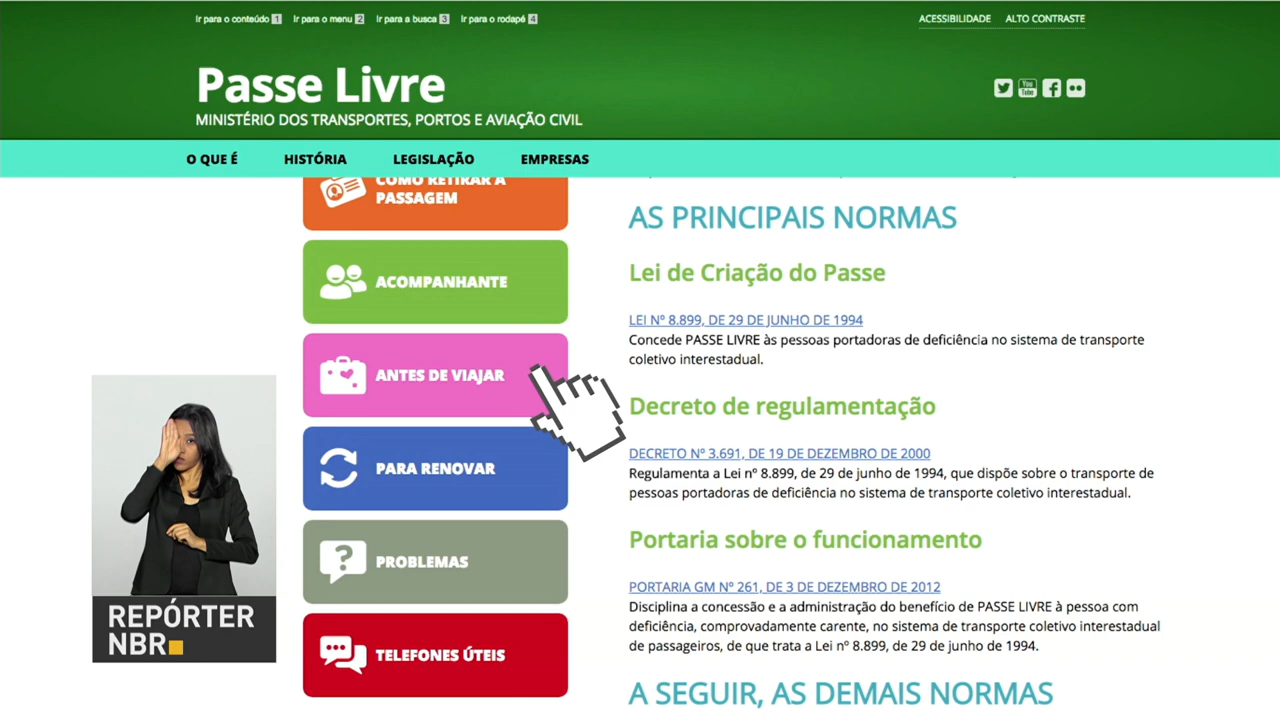 Ir para o conteúdo 1 Ir para o menu 2 Ir para a busca 3 Ir para o rodapé 4
ACESSIBILIDADE ALTO CONTRASTE
Passe Livre
MINISTÉRIO DOS TRANSPORTES, PORTOS E AVIAÇÃO CIVIL
You Tube
O QUE É HISTÓRIA LEGISLAÇÃO EMPRESAS
COMO RETIRAR A
PASSAGEM
ACOMPANHANTE
ANTES DE VIAJAR
PARA RENOVAR
PROBLEMAS
TELEFONES ÚTEIS
AS PRINCIPAIS NORMAS
Lei de Criação do Passe
LEI Nº 8.899, DE 29 DE JUNHO DE 1994
Concede PASSE LIVRE às pessoas portadoras de deficiência no sistema de transporte
coletivo interestadual.
Decreto de regulamentação
DECRETO Nº 3.691, DE 19 DE DEZEMBRO DE 2000
Regulamenta a Lei nº 8.899, de 29 de junho de 1994, que dispõe sobre o transporte de
pessoas portadoras de deficiência no sistema de transporte coletivo interestadual.
Portaria sobre o funcionamento
PORTARIA GM Nº 261, DE 3 DE DEZEMBRO DE 2012
Disciplina a concessão e a administração do benefício de PASSE LIVRE à pessoa com
deficiência, comprovadamente carente, no sistema de transporte coletivo interestadual
de passageiros, de que trata a Lei nº 8.899, de 29 de junho de 1994.
A SEGUIR, AS DEMAIS NORMAS
REPÓRTER
NBR